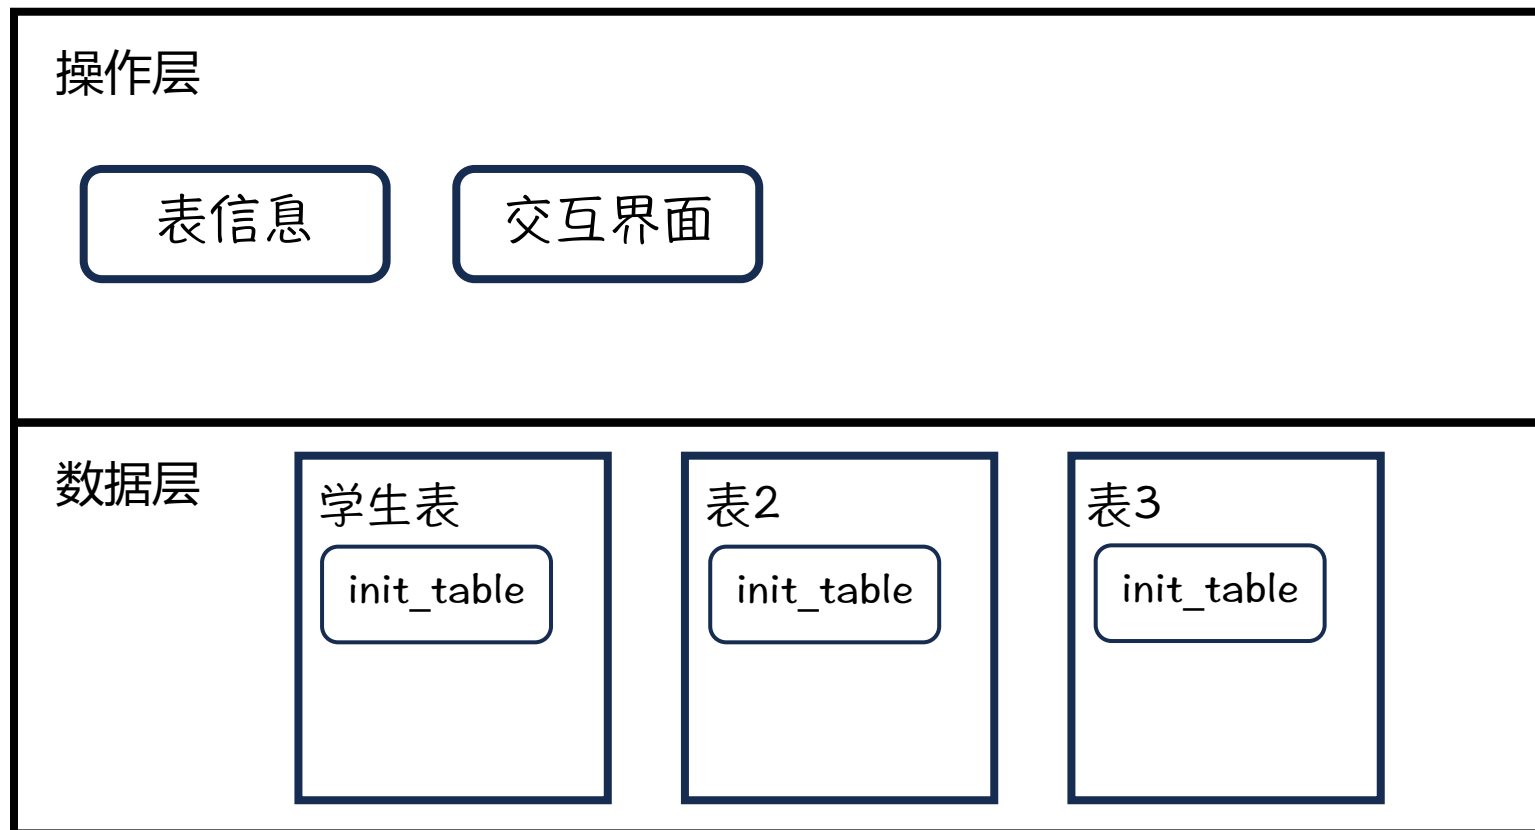 操作层
表信息
交互界面
数据层
学生表
init_table
表2
init_table
表3
init_table